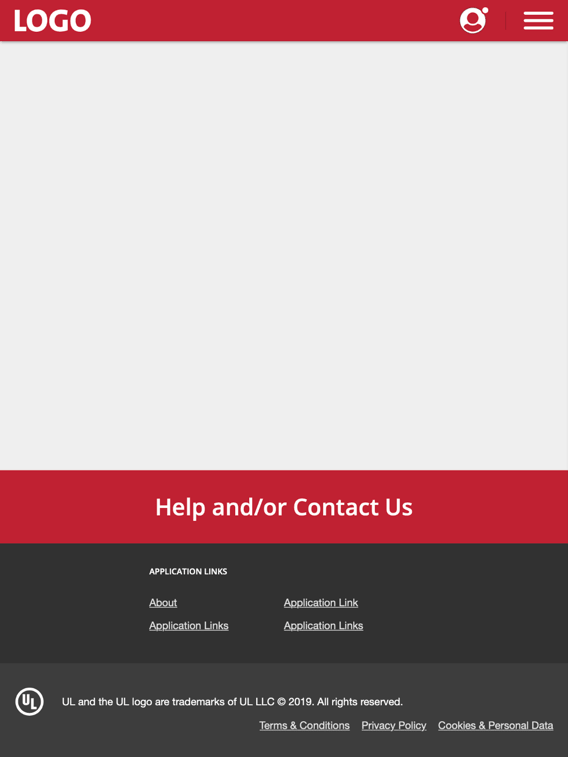 LOGO
Help and/or Contact Us
APPLICATION LINKS
About
Application Link
Application Links
Application Links
UL
UL and the UL logo are trademarks of UL LLC © 2019. All rights reserved.
Terms & Conditions Privacy Policy Cookies & Personal Data